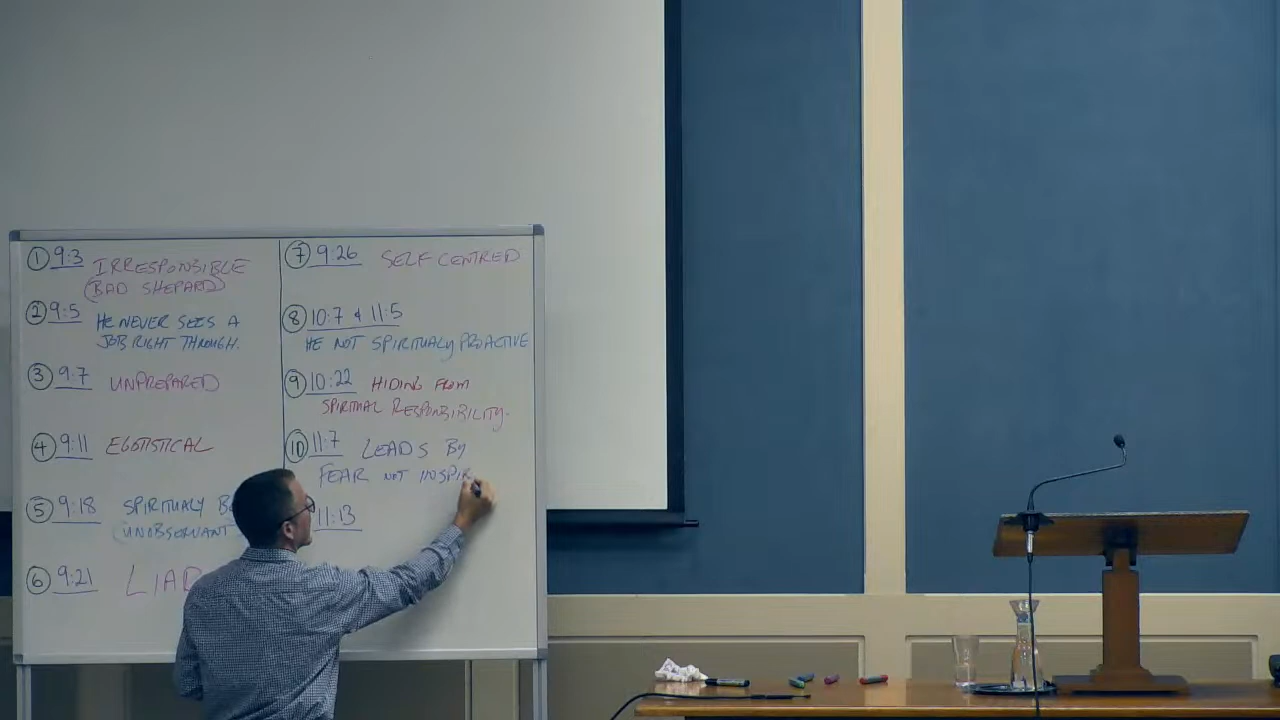 ① 9:3 IRRESPONSIBLE
(BAD SHEPARD)
② 9:5 HE NEVER SEES A
JOB RIGHT THROUGH.
③ 9:7 UNPREPARED
④ 9:11 EGOTISTICAL
⑤ 9:18 SPIRITUALY
UNOBSERVANT
⑥ 9:21
⑦ 9:26 SELF CENTRED
⑧ 10:7 & 11:5
HE NOT SPIRITUALY PROACTIVE
⑨ 10:22 HIDING FROM
SPIRITUAL RESPONSIBILITY.
⑩ 11:7 LEADS BY
FEAR NOT INSPIR
11:13